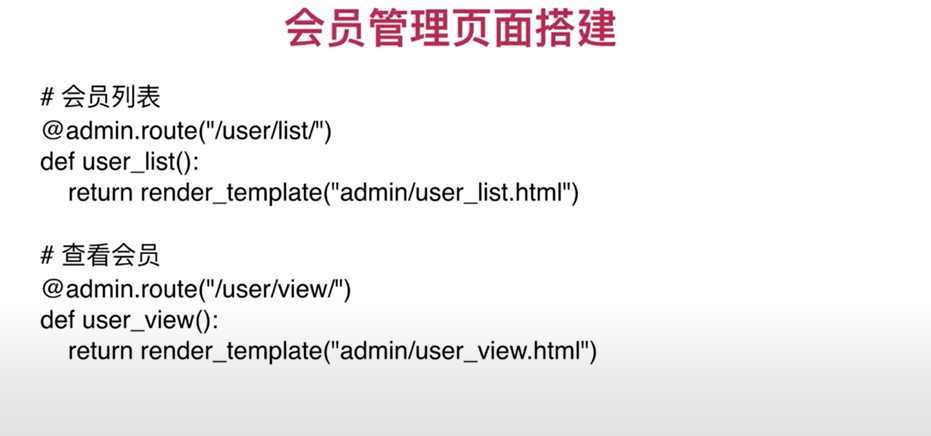 会员管理页面搭建
# 会员列表
@admin.route("/user/list/")
def user_list():
    return render_template("admin/user_list.html")
# 查看会员
@admin.route("/user/view/")
def user_view():
    return render_template("admin/user_view.html")